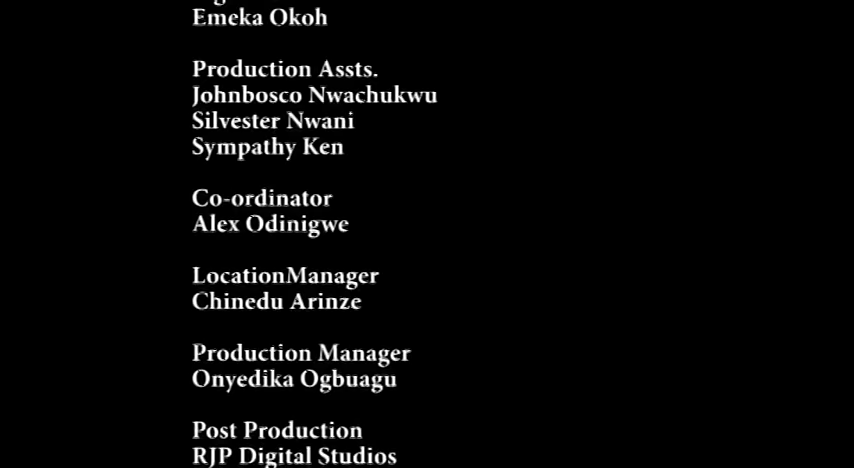 Emeka Okoh
Production Assts.
Johnbosco Nwachukwu
Silvester Nwani
Sympathy Ken
Co-ordinator
Alex Odinigwe
LocationManager
Chinedu Arinze
Production Manager
Onyedika Ogbuagu
Post Production
RJP Digital Studios